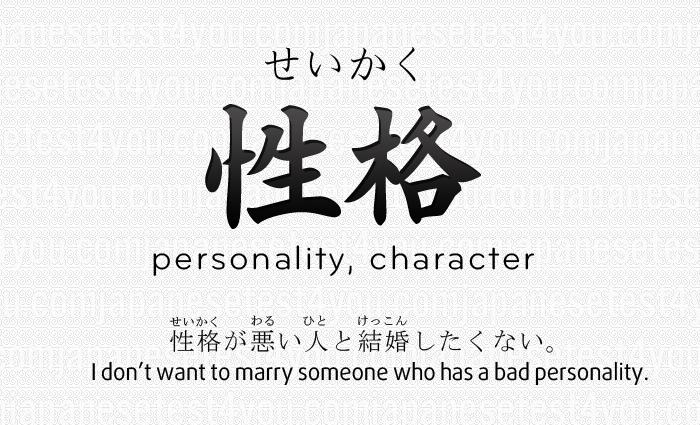 せいかく
性格
personality, character
せいかく わる ひと けっこん
性格が悪い人と結婚したくない。
I don't want to marry someone who has a bad personality.